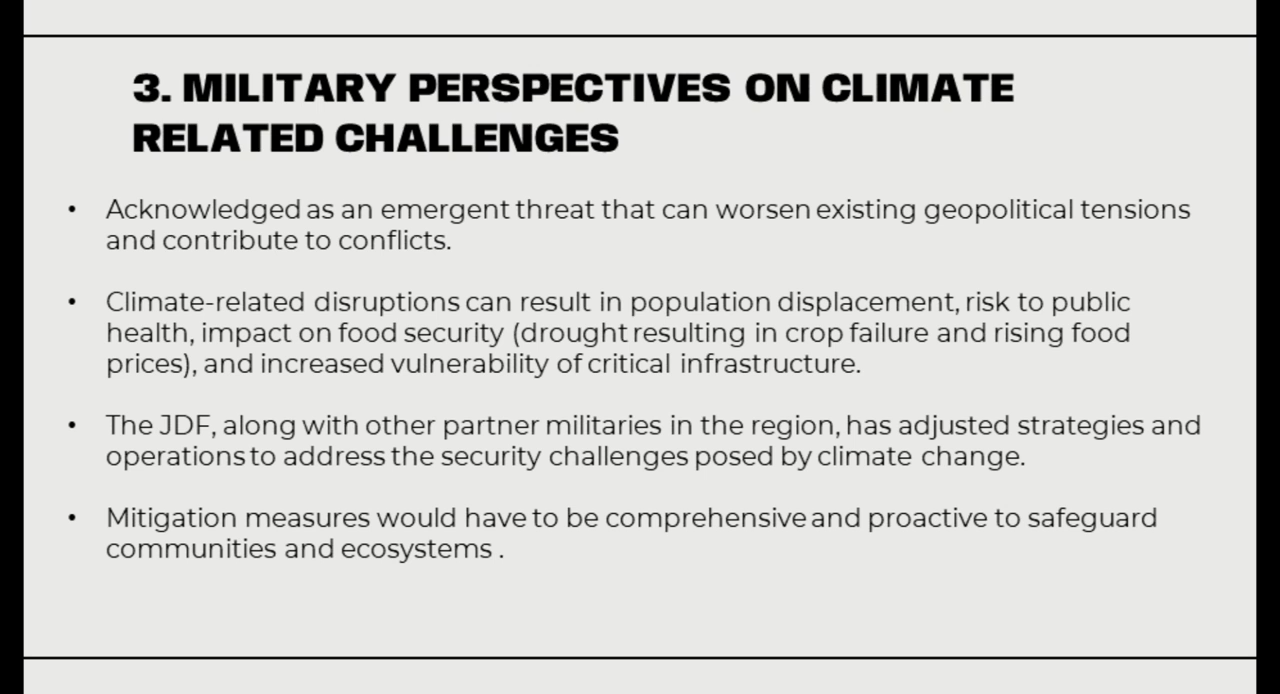 3. MILITARY PERSPECTIVES ON CLIMATE
RELATED CHALLENGES
• Acknowledged as an emergent threat that can worsen existing geopolitical tensions
and contribute to conflicts.
• Climate-related disruptions can result in population displacement, risk to public
health, impact on food security (drought resulting in crop failure and rising food
prices), and increased vulnerability of critical infrastructure.
• The JDF, along with other partner militaries in the region, has adjusted strategies and
operations to address the security challenges posed by climate change.
• Mitigation measures would have to be comprehensive and proactive to safeguard
communities and ecosystems .